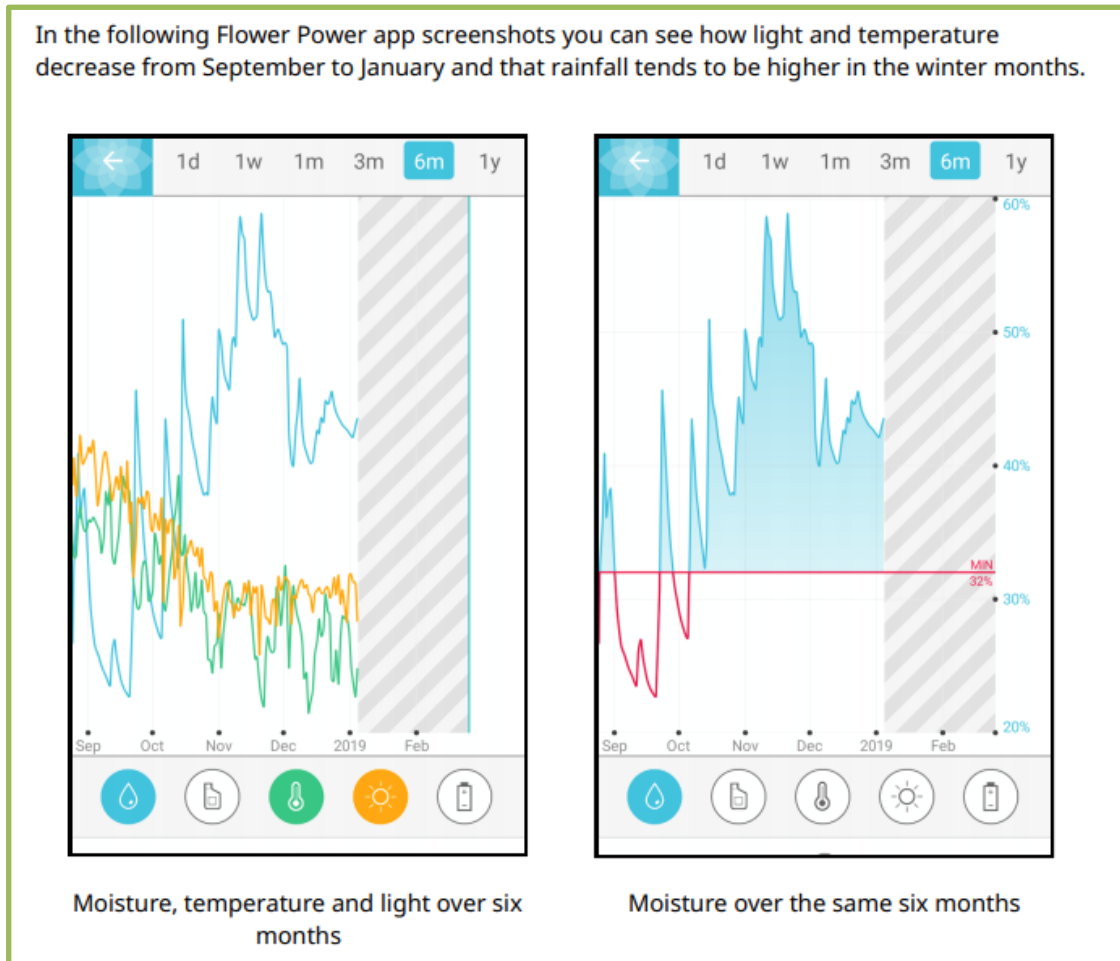 In the following Flower Power app screenshots you can see how light and temperature
decrease from September to January and that rainfall tends to be higher in the winter months.
1d 1w 1m 3m 6m 1y
Sep Oct Nov Dec 2019 Feb
1d 1w 1m 3m 6m 1y
60%
50%
40%
MIN
32%
30%
20%
Sep Oct Nov Dec 2019 Feb
Moisture, temperature and light over six
months
Moisture over the same six months